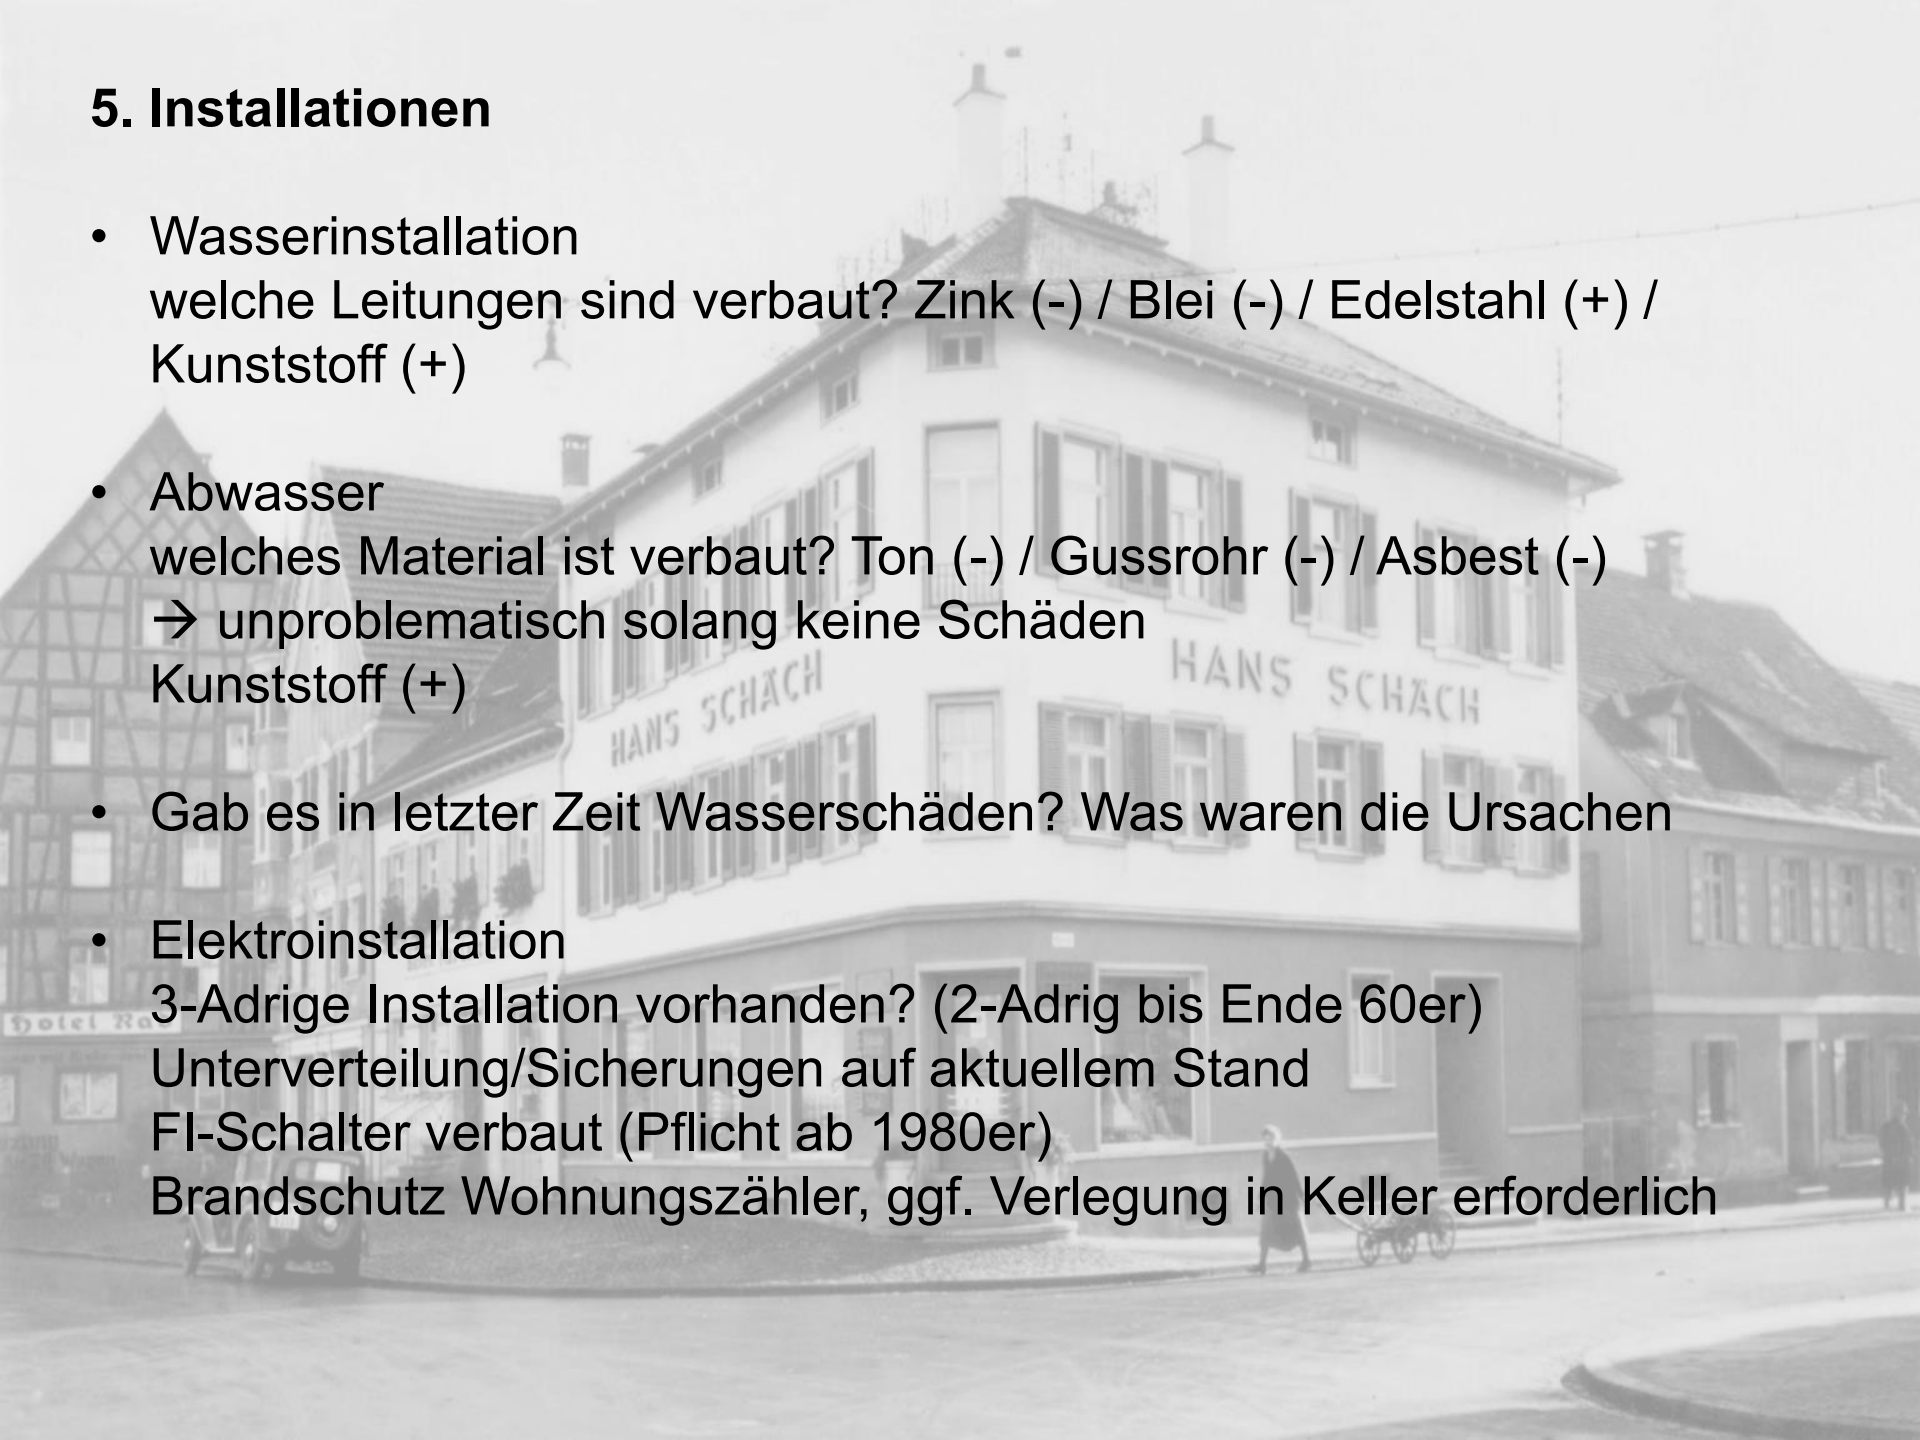 5. Installationen
• Wasserinstallation
welche Leitungen sind verbaut? Zink (-) / Blei (-) / Edelstahl (+) /
Kunststoff (+)
• Abwasser
welches Material ist verbaut? Ton (-) / Gussrohr (-) / Asbest (-)
→ unproblematisch solang keine Schäden
Kunststoff (+)
HANS SCHÄCH
HANS SCHÄCH
• Gab es in letzter Zeit Wasserschäden? Was waren die Ursachen
• Elektroinstallation
3-Adrige Installation vorhanden? (2-Adrig bis Ende 60er)
Hotel
Unterverteilung/Sicherungen auf aktuellem Stand
FI-Schalter verbaut (Pflicht ab 1980er)
Brandschutz Wohnungszähler, ggf. Verlegung in Keller erforderlich